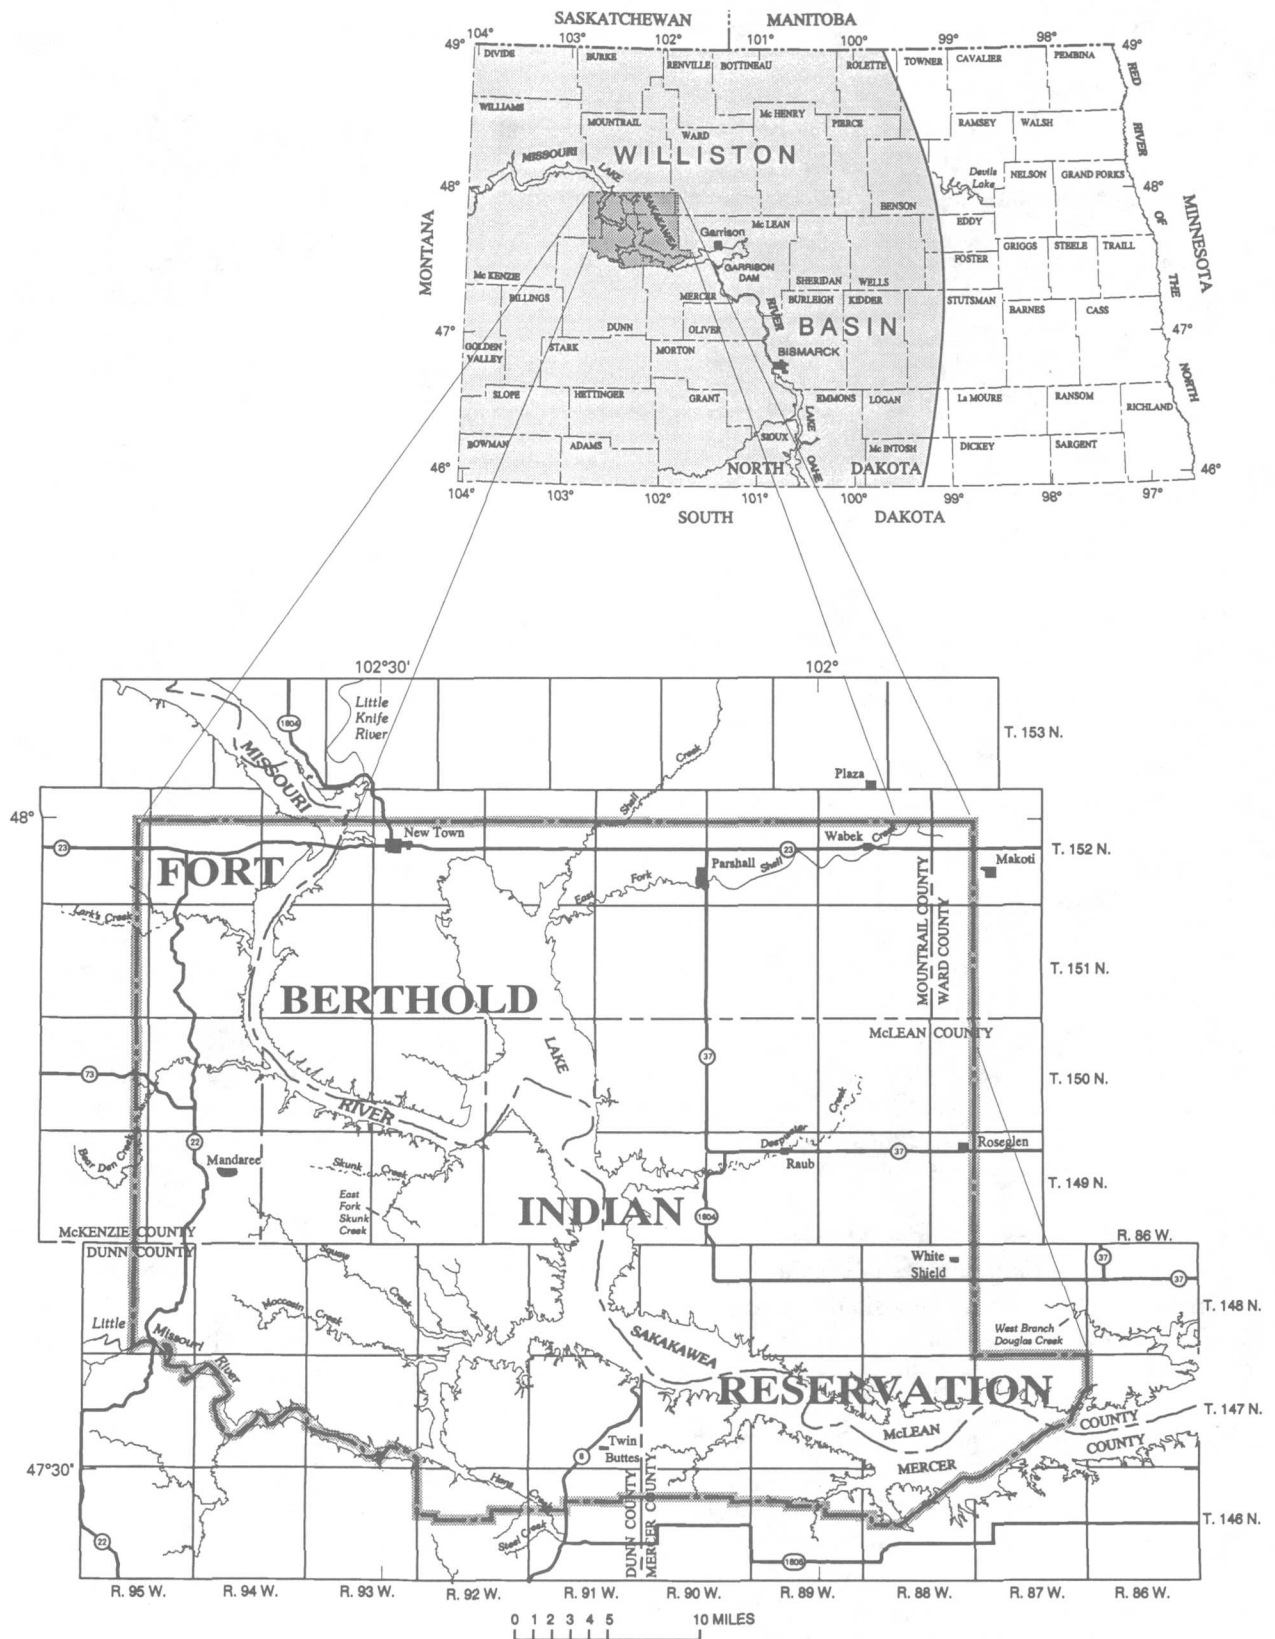 SASKATCHEWAN MANITOBA
49° 104° 103° 102° 101° 100° 99° 98° 49°
DIVIDE BURKE RENVILLE BOTTINEAU ROLETTE TOWNER CAVALIER PEMBINA
RED RIVER OF THE NORTH
WILLIAMS MOUNTRAIL WARD Mc HENRY PIERCE RAMSEY WALSH
MISSOURI
WILLISTON
LAKE SAKAKAWEA
Devils
Lake
NELSON GRAND FORKS
48° 48°
MONTANA
MINNESOTA
BENSON EDDY
Mc LEAN
Garrison
GRIGGS STEELE TRAILL
FOSTER
GARRISON
DAM
Mc KENZIE SHERIDAN WELLS
BILLINGS MERCER BURLEIGH KIDDER STUTSMAN BARNES CASS
RIVER
DUNN OLIVER
BASIN
47° 47°
GOLDEN
VALLEY
STARK MORTON
BISMARCK
SLOPE HETTINGER GRANT EMMONS LOGAN La MOURE RANSOM RICHLAND
LAKE OAHE
BOWMAN ADAMS SIOUX Mc INTOSH DICKEY SARGENT
46° NORTH DAKOTA 46°
104° 103° 102° 101° 100° 99° 98° 97°
SOUTH DAKOTA
102°30' 102°
Little
Knife
River
1804
T. 153 N.
MISSOURI
Shell Creek
Plaza
48°
New Town
Wabek
Shell Creek
23 23
T. 152 N.
FORT
Parshall
Makoti
East Fork
Lark's Creek
MOUNTRAIL COUNTY
WARD COUNTY
T. 151 N.
BERTHOLD
McLEAN COUNTY
LAKE
37
73
T. 150 N.
RIVER
Deepwater Creek
22
Bear Den Creek
Mandaree
Skunk Creek
Raub
37
Roseglen
T. 149 N.
East
Fork
Skunk
Creek
INDIAN
1804
McKENZIE COUNTY
DUNN COUNTY
R. 86 W.
Square Creek
White
Shield
37
37
Moccasin Creek
T. 148 N.
Little Missouri River
West Branch
Douglas Creek
SAKAKAWEA
RESERVATION
T. 147 N.
McLEAN COUNTY
MERCER COUNTY
Twin
Buttes
8
47°30'
Hans Creek
Steel Creek
DUNN COUNTY
MERCER COUNTY
T. 146 N.
22
1806
R. 95 W. R. 94 W. R. 93 W. R. 92 W. R. 91 W. R. 90 W. R. 89 W. R. 88 W. R. 87 W. R. 86 W.
0 1 2 3 4 5 10 MILES